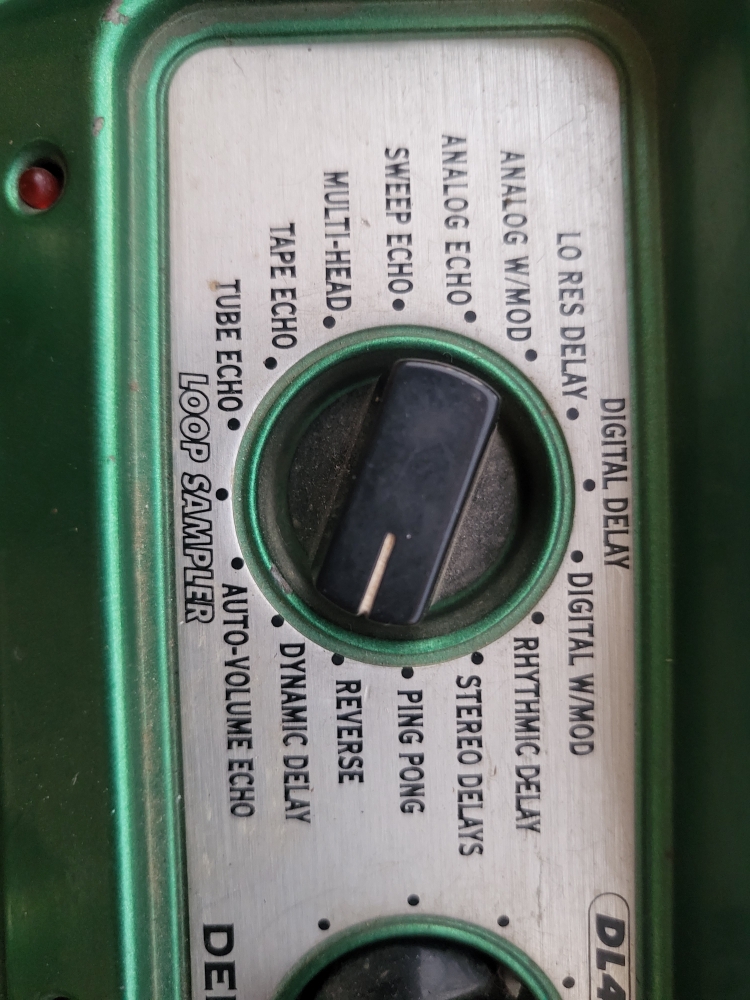 DIGITAL DELAY
LO RES DELAY
DIGITAL W/MOD
ANALOG W/MOD
RHYTHMIC DELAY
ANALOG ECHO
STEREO DELAYS
SWEEP ECHO
PING PONG
MULTI-HEAD
REVERSE
TAPE ECHO
DYNAMIC DELAY
TUBE ECHO
AUTO-VOLUME ECHO
LOOP SAMPLER
DL4